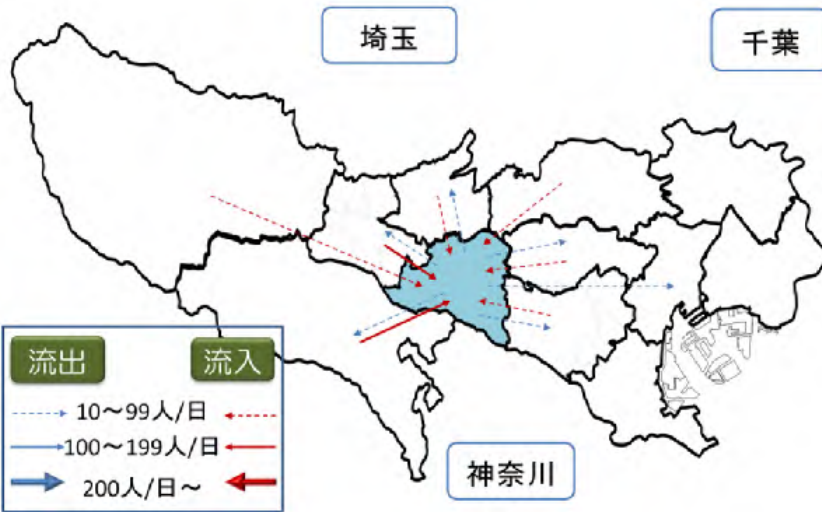 埼玉
千葉
流出 流入
10～99人/日
100～199人/日
200人/日～
神奈川